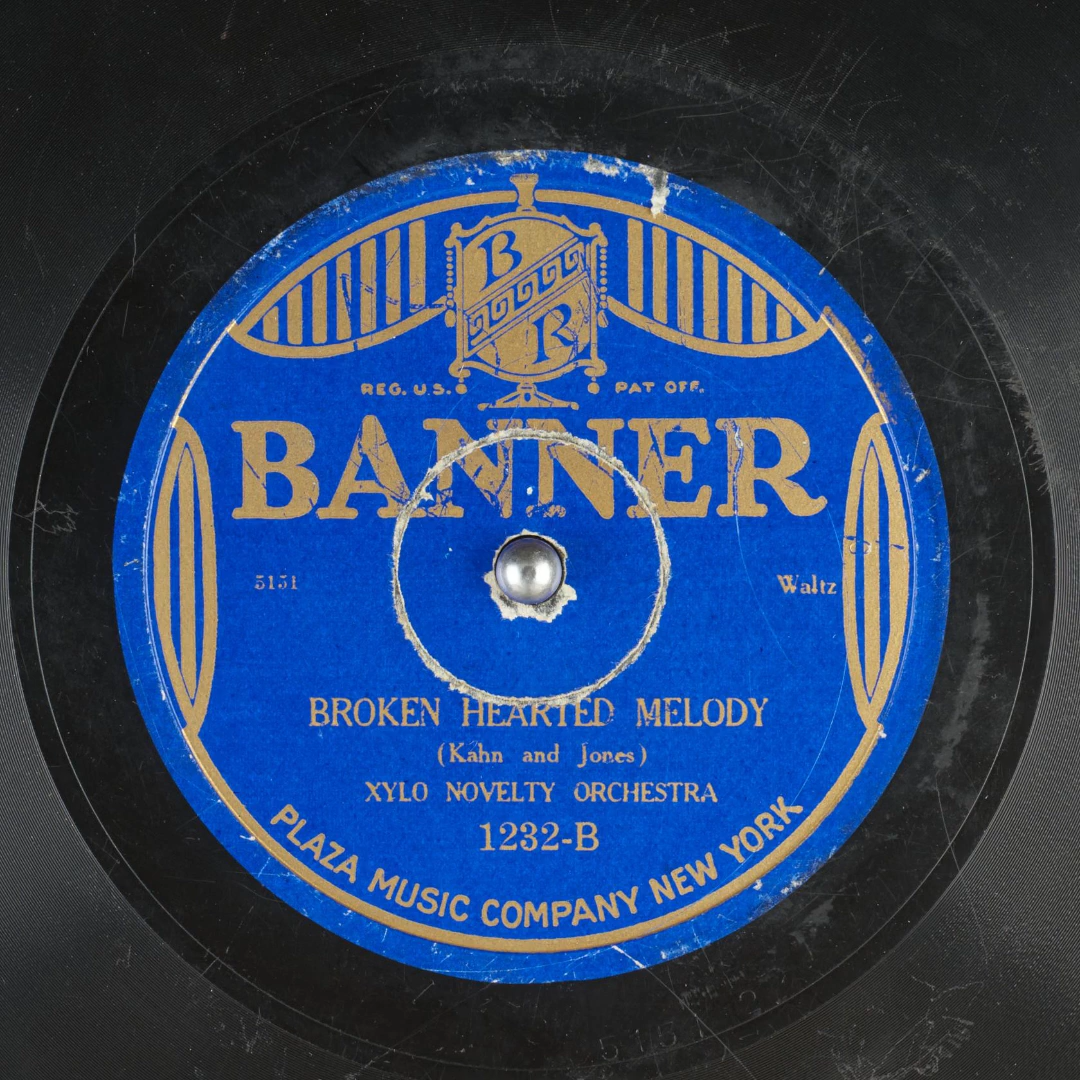 B
R
REG. U.S. PAT OFF.
BANNER
5151 Waltz
BROKEN HEARTED MELODY
(Kahn and Jones)
XYLO NOVELTY ORCHESTRA
1232-B
PLAZA MUSIC COMPANY NEW YORK